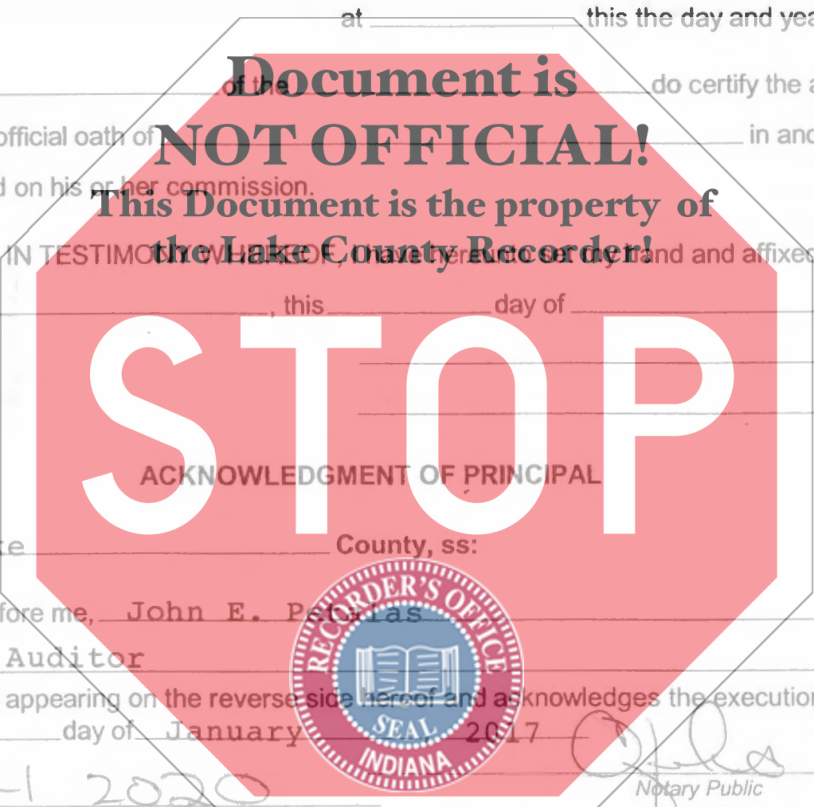 at this the day and yea
of the do certify the a
Document is
official oath of in and
NOT OFFICIAL!
d on his or her commission.
This Document is the property of
the Lake County Recorder!
IN TESTIMONY WHEREOF, I have hereunto set my hand and affixed
, this day of
STOP
ACKNOWLEDGMENT OF PRINCIPAL
ke County, ss:
fore me, John E. Petalas
Auditor
appearing on the reverse side hereof and acknowledges the execution
day of January 2017
RECORDER'S OFFICE
SEAL
INDIANA
2020
Notary Public